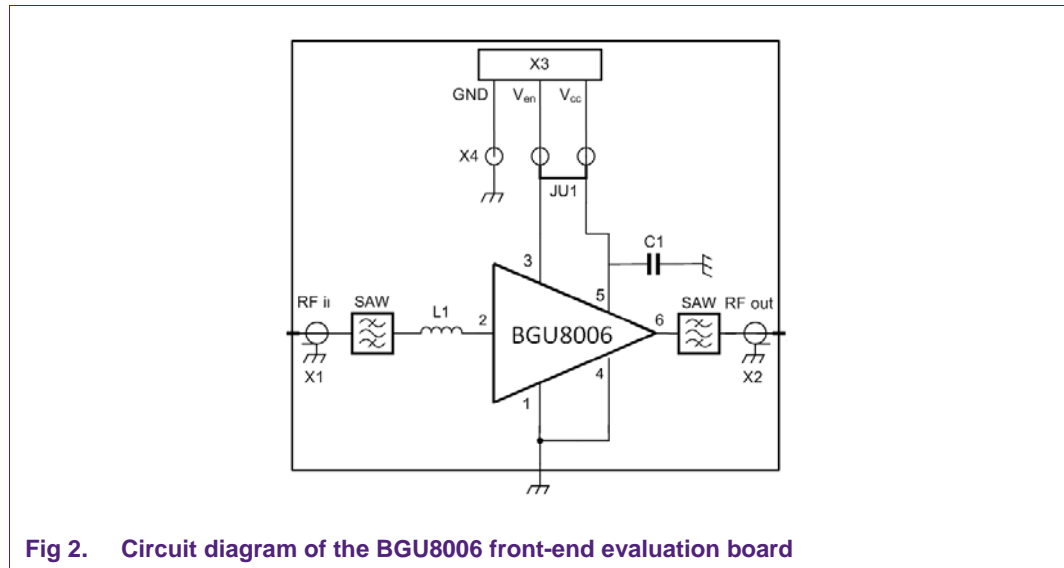 X3
GND Ven Vcc
X4
JU1
C1
3
5
RF ii SAW L1 2 BGU8006 6 SAW RF out
4
X1 X2
1
Fig 2. Circuit diagram of the BGU8006 front-end evaluation board